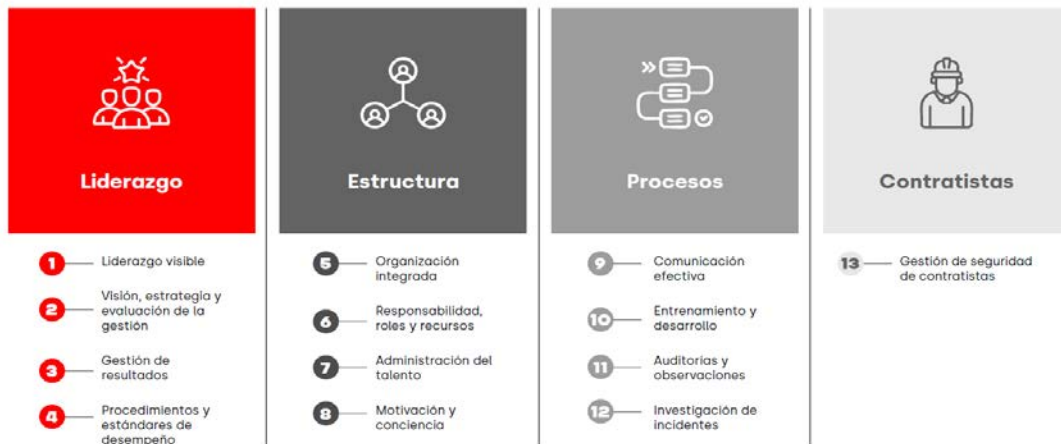 Liderazgo
Estructura
Procesos
Contratistas
1 Liderazgo visible
2 Visión, estrategia y
evaluación de la
gestión
3 Gestión de
resultados
4 Procedimientos y
estándares de
desempeño
5 Organización
integrada
6 Responsabilidad,
roles y recursos
7 Administración del
talento
8 Motivación y
conciencia
9 Comunicación
efectiva
10 Entrenamiento y
desarrollo
11 Auditorías y
observaciones
12 Investigación de
incidentes
13 Gestión de seguridad
de contratistas